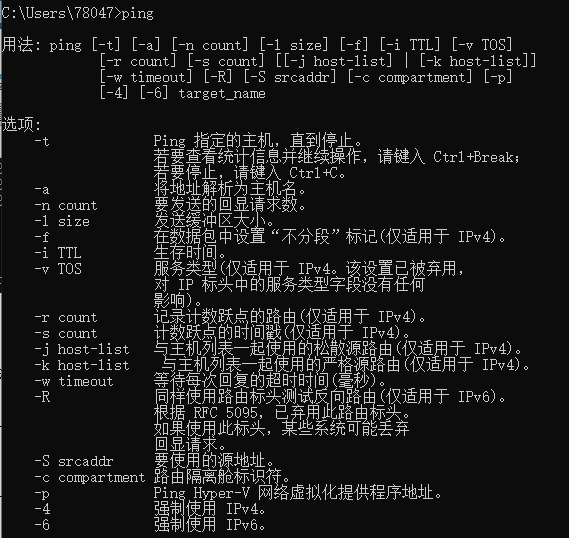 C:\Users\78047>ping
用法: ping [-t] [-a] [-n count] [-l size] [-f] [-i TTL] [-v TOS]
[-r count] [-s count] [[-j host-list] | [-k host-list]]
[-w timeout] [-R] [-S srcaddr] [-c compartment] [-p]
[-4] [-6] target_name
选项:
-t Ping 指定的主机，直到停止。
若要查看统计信息并继续操作，请键入 Ctrl+Break；
若要停止，请键入 Ctrl+C。
-a 将地址解析为主机名。
-n count 要发送的回显请求数。
-l size 发送缓冲区大小。
-f 在数据包中设置“不分段”标记(仅适用于 IPv4)。
-i TTL 生存时间。
-v TOS 服务类型(仅适用于 IPv4。该设置已被弃用，
对 IP 标头中的服务类型字段没有任何
影响)。
-r count 记录计数跃点的路由(仅适用于 IPv4)。
-s count 计数跃点的时间戳(仅适用于 IPv4)。
-j host-list 与主机列表一起使用的松散源路由(仅适用于 IPv4)。
-k host-list 与主机列表一起使用的严格源路由(仅适用于 IPv4)。
-w timeout 等待每次回复的超时时间(毫秒)。
-R 同样使用路由标头测试反向路由(仅适用于 IPv6)。
根据 RFC 5095，已弃用此路由标头。
如果使用此标头，某些系统可能丢弃
回显请求。
-S srcaddr 要使用的源地址。
-c compartment 路由隔离舱标识符。
-p Ping Hyper-V 网络虚拟化提供程序地址。
-4 强制使用 IPv4。
-6 强制使用 IPv6。